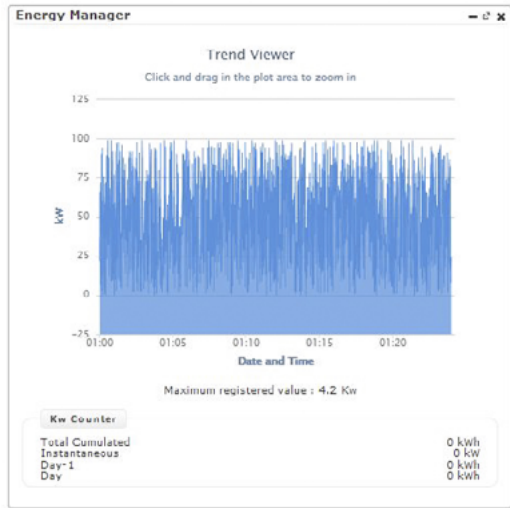 Energy Manager
Trend Viewer
Click and drag in the plot area to zoom in
125
100
75
50
25
0
-25
kW
01:00 01:05 01:10 01:15 01:20
Date and Time
Maximum registered value : 4.2 Kw
Kw Counter
Total Cumulated 0 kWh
Instantaneous 0 kW
Day-1 0 kWh
Day 0 kWh